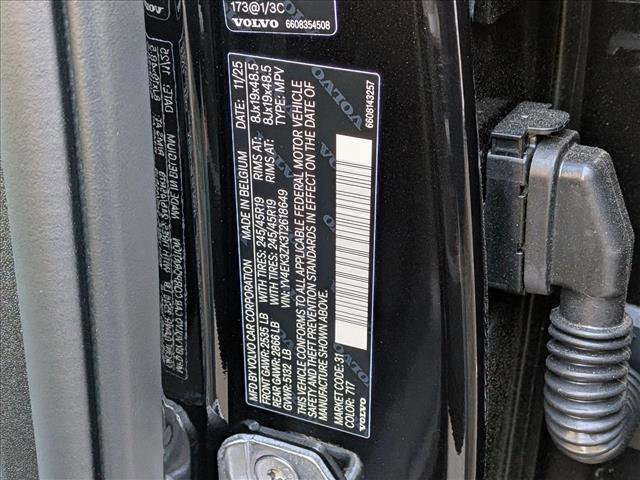 173@1/3C
VOLVO 6608354508
MFD BY VOLVO CAR CORPORATION MADE IN BELGIUM DATE: 11/25
FRONT GAWR: 2535 LB WITH TIRES: 245/45R19 RIMS AT: 8Jx19x48.5
REAR GAWR: 2866 LB WITH TIRES: 245/45R19 RIMS AT: 8Jx19x48.5
GVWR: 5132 LB VIN: YV4EK3ZK3T2618649 TYPE: MPV
THIS VEHICLE CONFORMS TO ALL APPLICABLE FEDERAL MOTOR VEHICLE
SAFETY AND THEFT PREVENTION STANDARDS IN EFFECT ON THE DATE OF
MANUFACTURE SHOWN ABOVE.
MARKET CODE: 31
COLOR: 717
VOLVO 6608143257